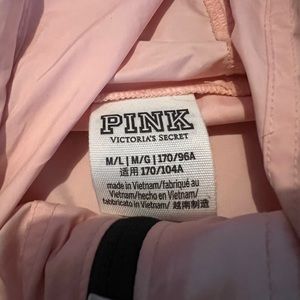 PINK
VICTORIA'S SECRET
M/L | M/G | 170/96A
适用 170/104A
made in Vietnam/fabriqué au
Vietnam/hecho en Vietnam/
fabbricato in Vietnam/ 越南制造